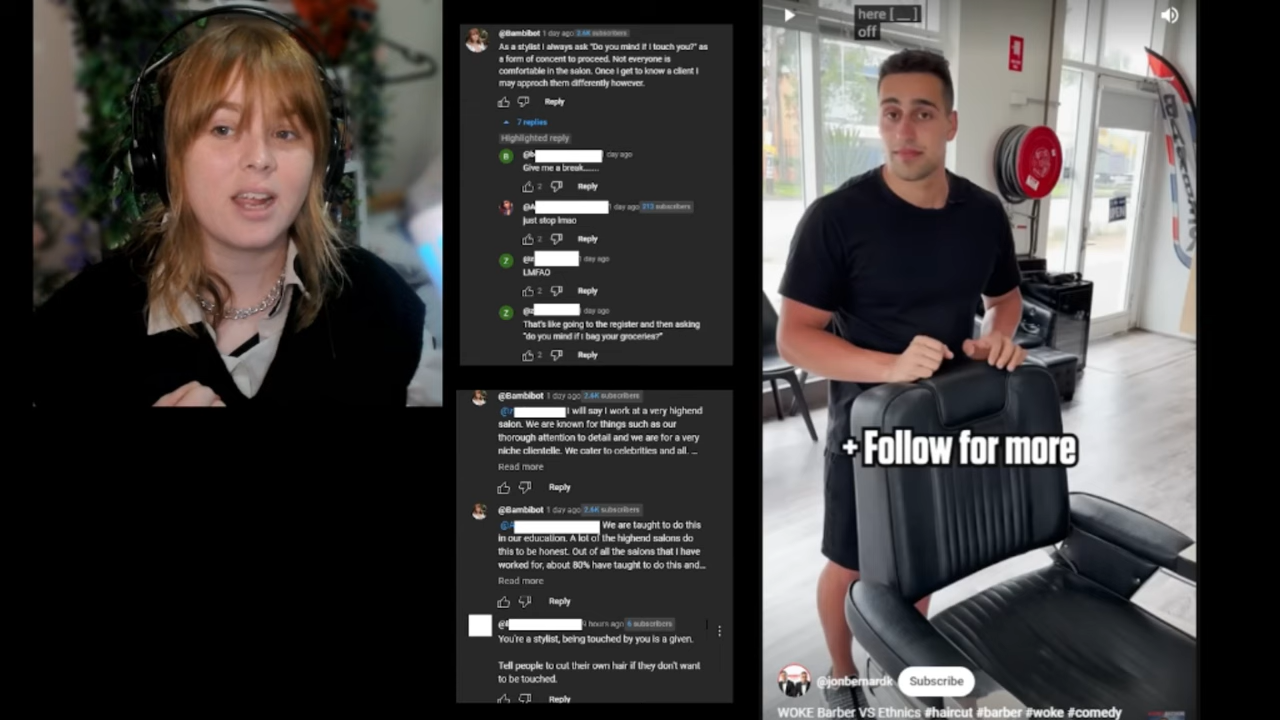 @Bambibot 1 day ago 2.6K subscribers
As a stylist I always ask "Do you mind if I touch you?" as
a form of concent to proceed. Not everyone is
comfortable in the salon. Once I get to know a client I
may approch them differently however.
Reply
7 replies
Highlighted reply
day ago
Give me a break.......
2 Reply
1 day ago 213 subscribers
just stop lmao
2 Reply
1 day ago
LMFAO
2 Reply
day ago
That's like going to the register and then asking
"do you mind if I bag your groceries?"
2 Reply
@Bambibot 1 day ago 2.6K subscribers
I will say I work at a very highend
salon. We are known for things such as our
thorough attention to detail and we are for a very
niche clientelle. We cater to celebrities and all. ...
Read more
Reply
@Bambibot 1 day ago 2.6K subscribers
We are taught to do this
in our education. A lot of the highend salons do
this to be honest. Out of all the salons that I have
worked for, about 80% have taught to do this and...
Read more
Reply
hours ago 6 subscribers
You're a stylist, being touched by you is a given.
Tell people to cut their own hair if they don't want
to be touched.
Reply
here [ __ ]
off
+ Follow for more
@jonbernardk Subscribe
WOKE Barber VS Ethnics #haircut #barber #woke #comedy